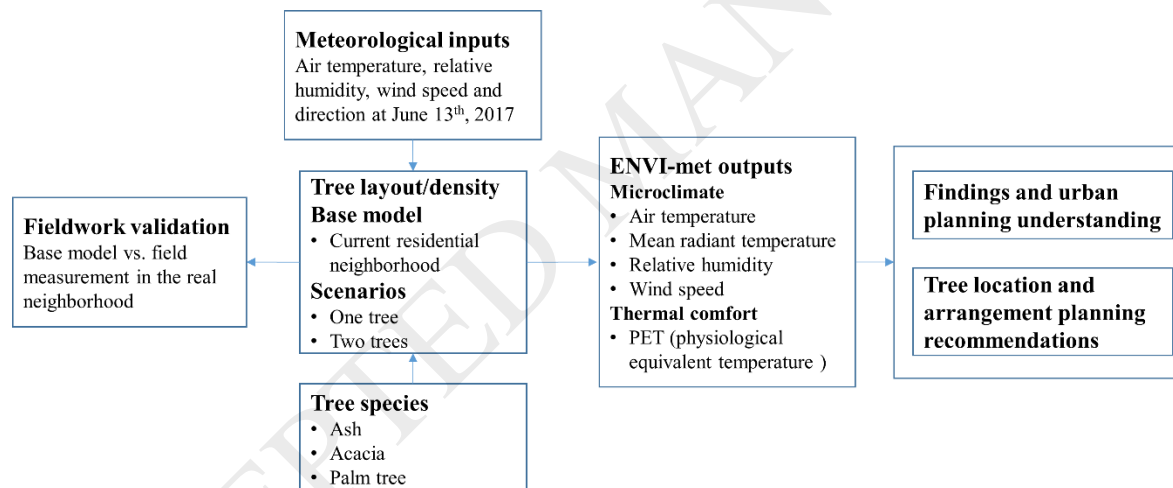 Meteorological inputs
Air temperature, relative
humidity, wind speed and
direction at June 13th, 2017
Fieldwork validation
Base model vs. field
measurement in the real
neighborhood
Tree layout/density
Base model
• Current residential
neighborhood
Scenarios
• One tree
• Two trees
Tree species
• Ash
• Acacia
• Palm tree
ENVI-met outputs
Microclimate
• Air temperature
• Mean radiant temperature
• Relative humidity
• Wind speed
Thermal comfort
• PET (physiological
equivalent temperature )
Findings and urban
planning understanding
Tree location and
arrangement planning
recommendations
EPTED MAN